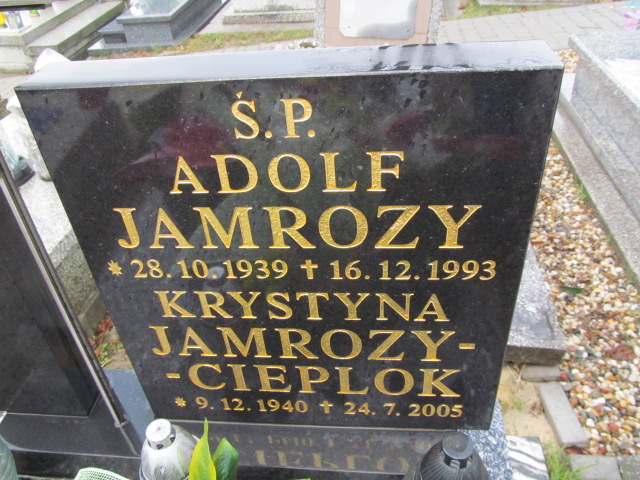 Ś.P.
ADOLF
JAMROZY
* 28.10.1939 ✝ 16.12.1993
KRYSTYNA
JAMROZY-
-CIEPLOK
* 9.12.1940 ✝ 24.7.2005